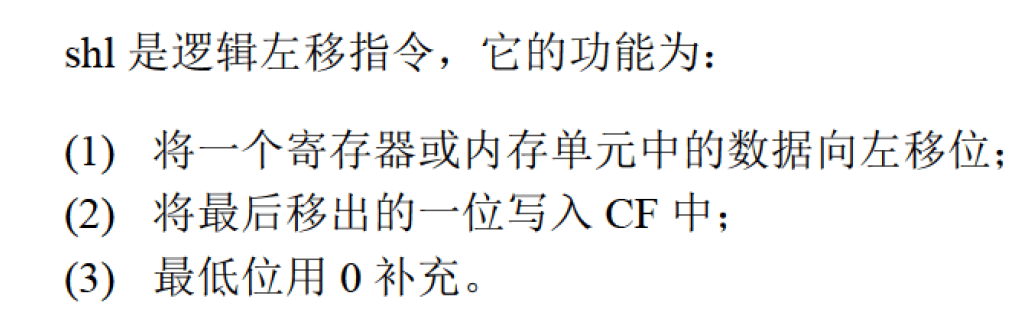 shl 是逻辑左移指令，它的功能为：
(1) 将一个寄存器或内存单元中的数据向左移位；
(2) 将最后移出的一位写入 CF 中；
(3) 最低位用 0 补充。